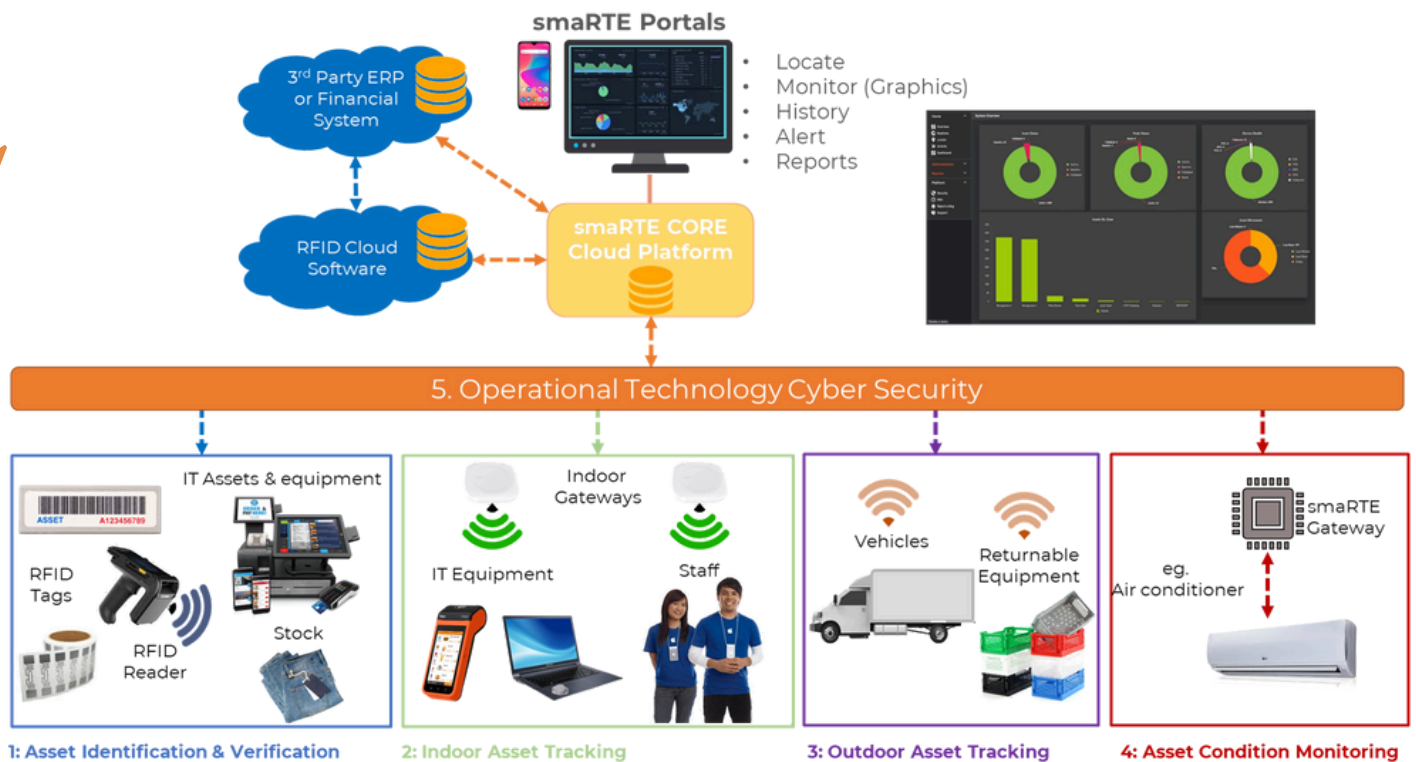 smaRTE Portals
3rd Party ERP
or Financial
System
• Locate
• Monitor (Graphics)
• History
• Alert
• Reports
RFID Cloud
Software
smaRTE CORE
Cloud Platform
System Overview
5. Operational Technology Cyber Security
ASSET A123456789
IT Assets & equipment
RFID
Tags
RFID
Reader
Stock
Indoor
Gateways
IT Equipment
Staff
Vehicles
Returnable
Equipment
smaRTE
Gateway
eg.
Air conditioner
1: Asset Identification & Verification
2: Indoor Asset Tracking
3: Outdoor Asset Tracking
4: Asset Condition Monitoring